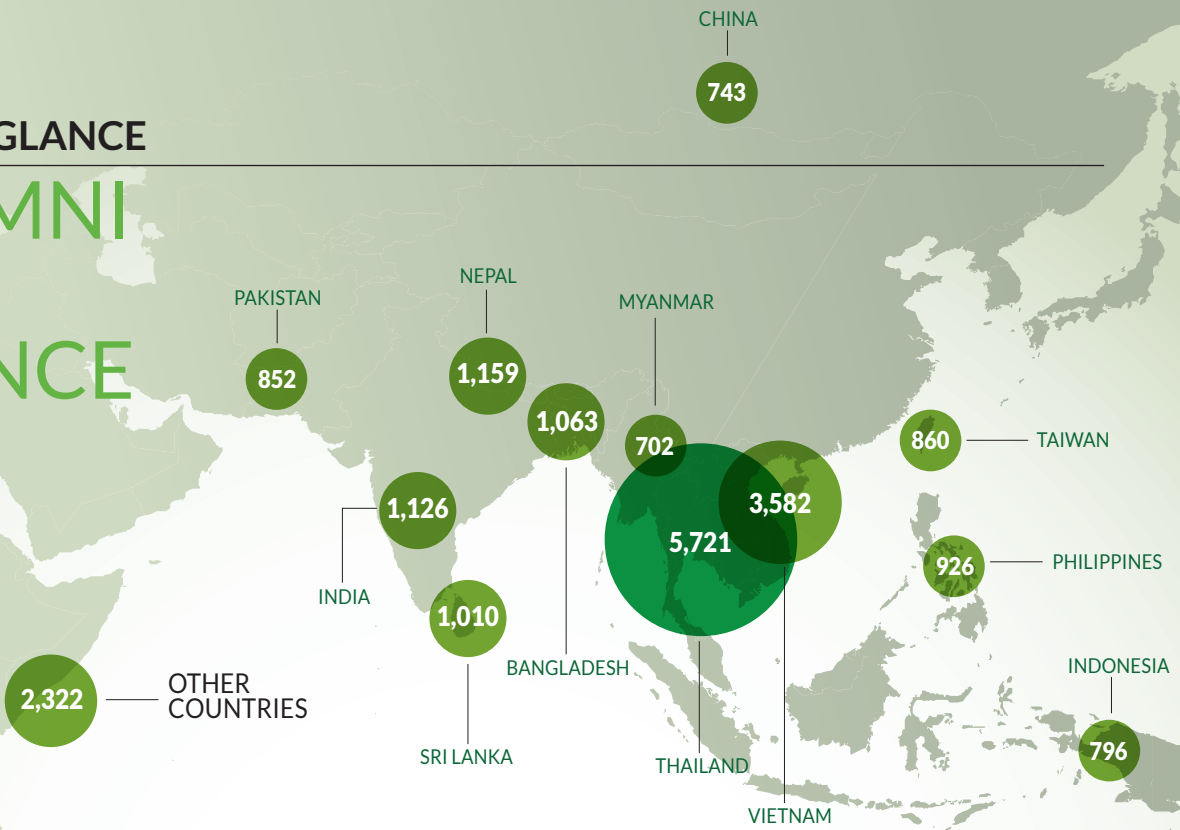 CHINA
743
GLANCE
MNI
NCE
NEPAL
1,159
PAKISTAN
852
MYANMAR
702
1,063
BANGLADESH
860
TAIWAN
1,126
INDIA
3,582
VIETNAM
5,721
THAILAND
926
PHILIPPINES
1,010
SRI LANKA
2,322
OTHER
COUNTRIES
INDONESIA
796